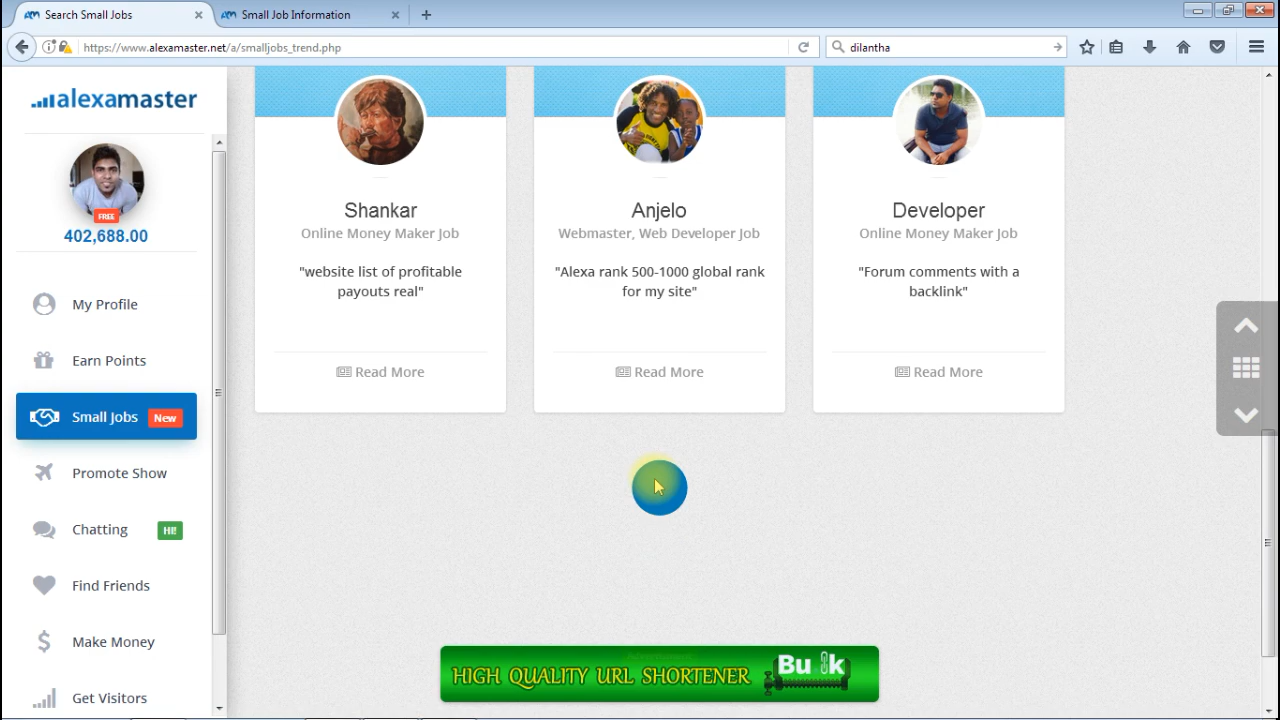 Search Small Jobs
Small Job Information
https://www.alexamaster.net/a/smalljobs_trend.php
dilantha
alexamaster
FREE
402,688.00
My Profile
Earn Points
Small Jobs New
Promote Show
Chatting HI!
Find Friends
Make Money
Get Visitors
Shankar
Online Money Maker Job
"website list of profitable
payouts real"
Read More
Anjelo
Webmaster, Web Developer Job
"Alexa rank 500-1000 global rank
for my site"
Read More
Developer
Online Money Maker Job
"Forum comments with a
backlink"
Read More
HIGH QUALITY URL SHORTENER